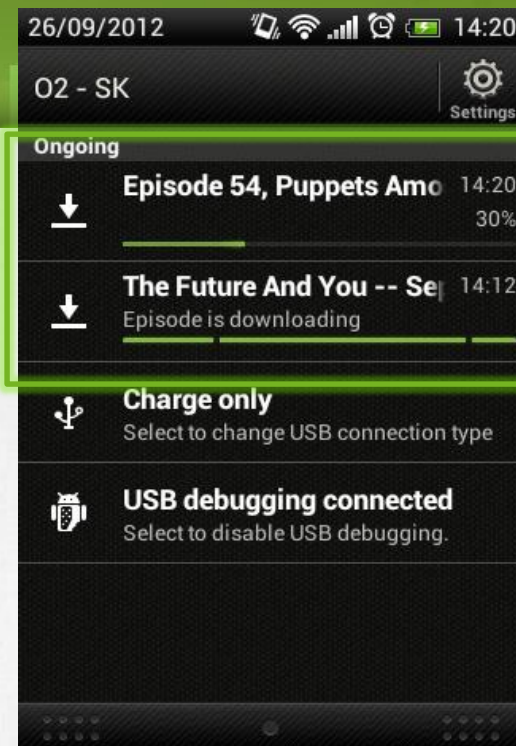 26/09/2012 14:20
O2 - SK
Settings
Ongoing
Episode 54, Puppets Amo 14:20
30%
The Future And You -- Se 14:12
Episode is downloading
Charge only
Select to change USB connection type
USB debugging connected
Select to disable USB debugging.